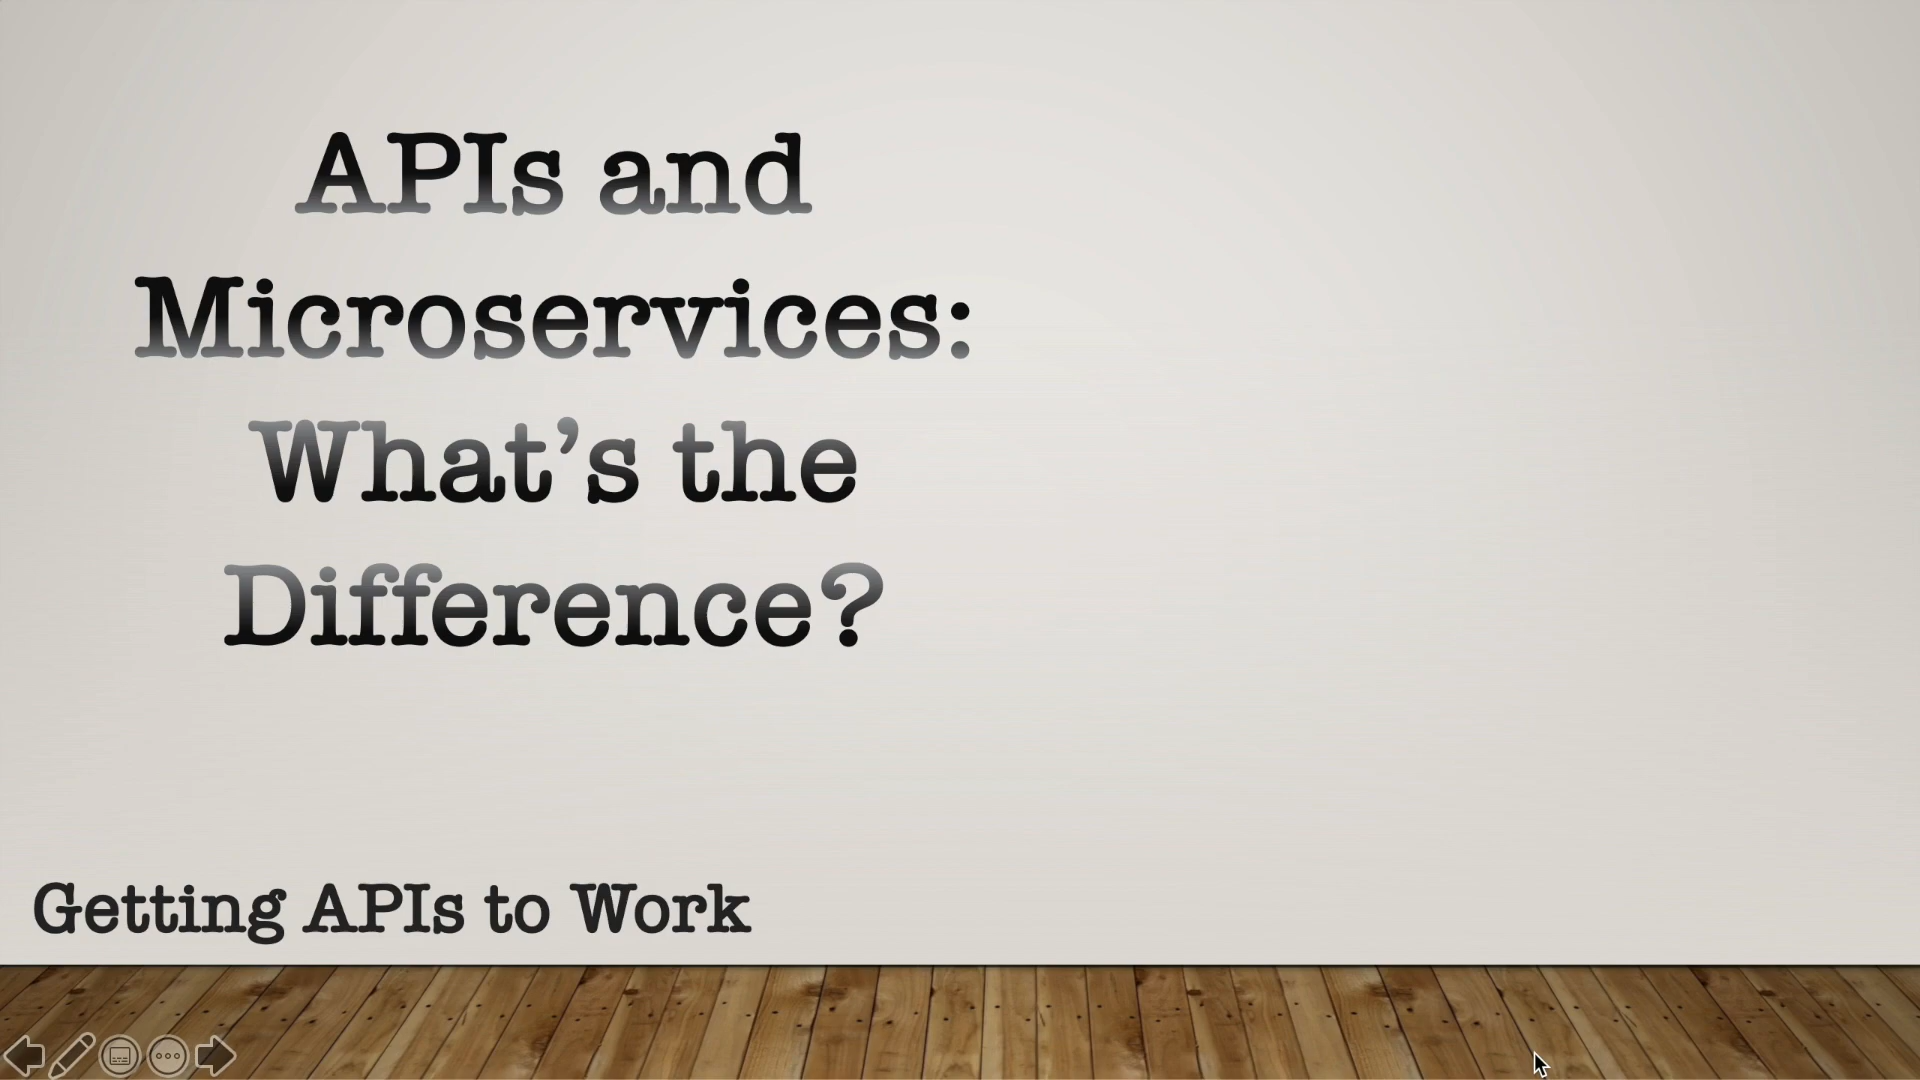 APIs and
Microservices:
What’s the
Difference?
Getting APIs to Work